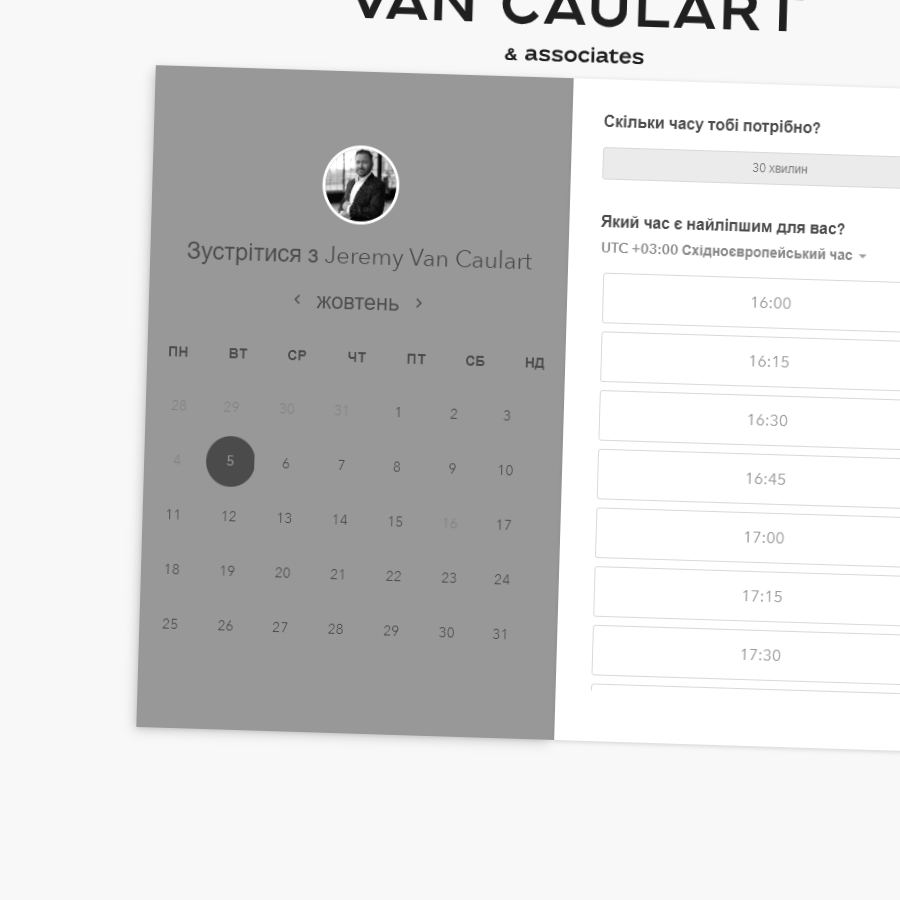 VAN CAULART
& associates
Зустрітися з Jeremy Van Caulart
‹ жовтень ›
ПН ВТ СР ЧТ ПТ СБ НД
28 29 30 31 1 2 3
4 5 6 7 8 9 10
11 12 13 14 15 16 17
18 19 20 21 22 23 24
25 26 27 28 29 30 31
Скільки часу тобі потрібно?
30 хвилин
Який час є найліпшим для вас?
UTC +03:00 Східноєвропейський час
16:00
16:15
16:30
16:45
17:00
17:15
17:30